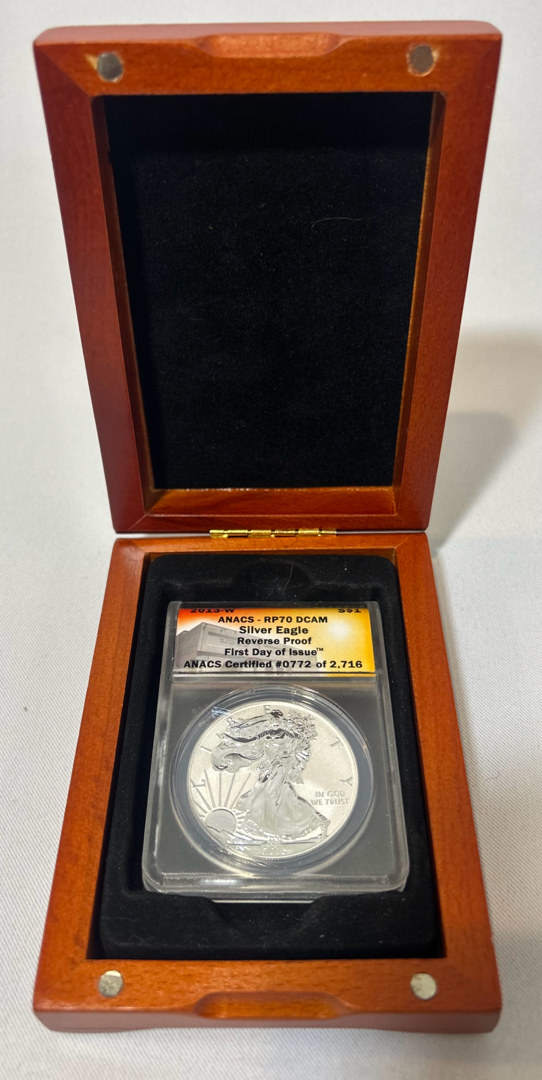 2013-W S$1
ANACS - RP70 DCAM
Silver Eagle
Reverse Proof
First Day of Issue™
ANACS Certified #0772 of 2,716
LIBERTY
IN GOD
WE TRUST